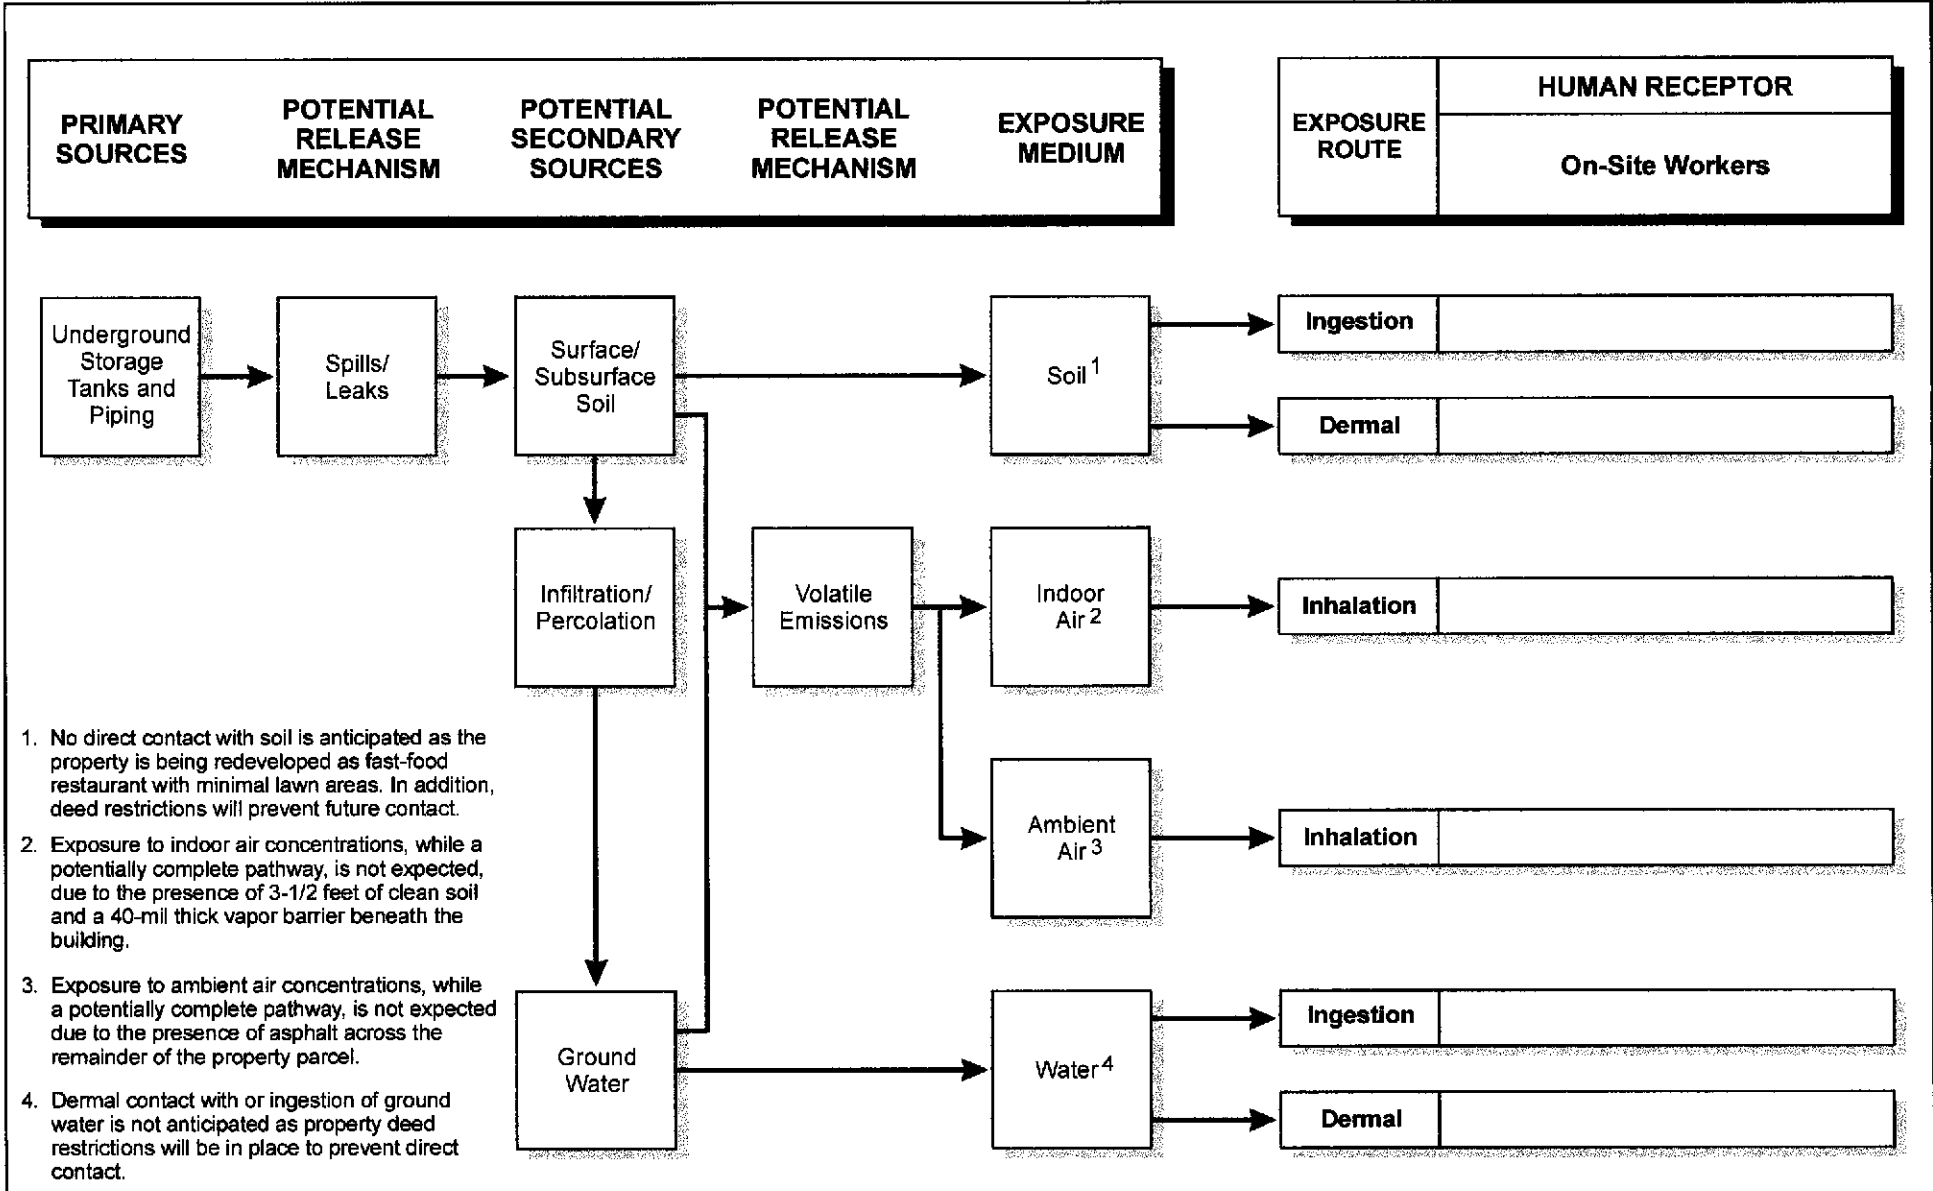 PRIMARY
SOURCES
POTENTIAL
RELEASE
MECHANISM
POTENTIAL
SECONDARY
SOURCES
POTENTIAL
RELEASE
MECHANISM
EXPOSURE
MEDIUM
EXPOSURE
ROUTE
HUMAN RECEPTOR
On-Site Workers
Underground
Storage
Tanks and
Piping
Spills/
Leaks
Surface/
Subsurface
Soil
Soil 1
Ingestion
Dermal
Infiltration/
Percolation
Volatile
Emissions
Indoor
Air 2
Inhalation
Ambient
Air 3
Inhalation
Ground
Water
Water 4
Ingestion
Dermal
1. No direct contact with soil is anticipated as the
property is being redeveloped as fast-food
restaurant with minimal lawn areas. In addition,
deed restrictions will prevent future contact.
2. Exposure to indoor air concentrations, while a
potentially complete pathway, is not expected,
due to the presence of 3-1/2 feet of clean soil
and a 40-mil thick vapor barrier beneath the
building.
3. Exposure to ambient air concentrations, while
a potentially complete pathway, is not expected
due to the presence of asphalt across the
remainder of the property parcel.
4. Dermal contact with or ingestion of ground
water is not anticipated as property deed
restrictions will be in place to prevent direct
contact.